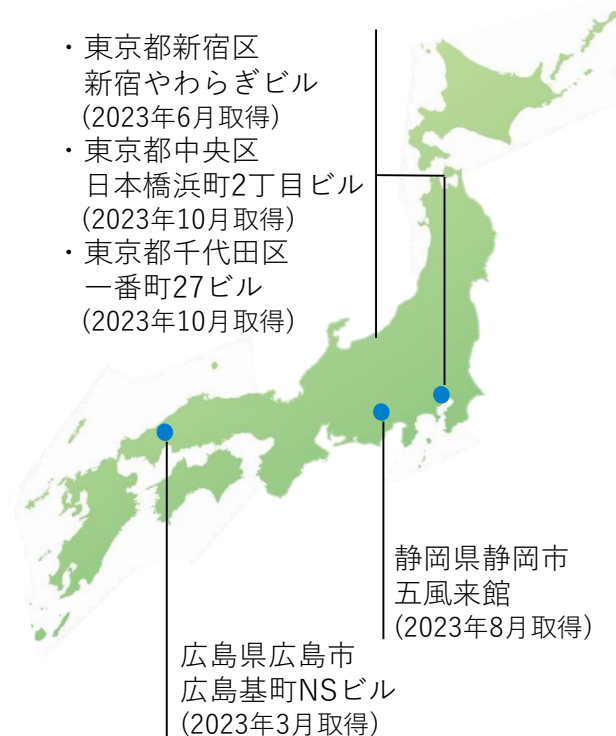 ・東京都新宿区
新宿やわらぎビル
(2023年6月取得)
・東京都中央区
日本橋浜町2丁目ビル
(2023年10月取得)
・東京都千代田区
一番町27ビル
(2023年10月取得)
静岡県静岡市
五風来館
(2023年8月取得)
広島県広島市
広島基町NSビル
(2023年3月取得)